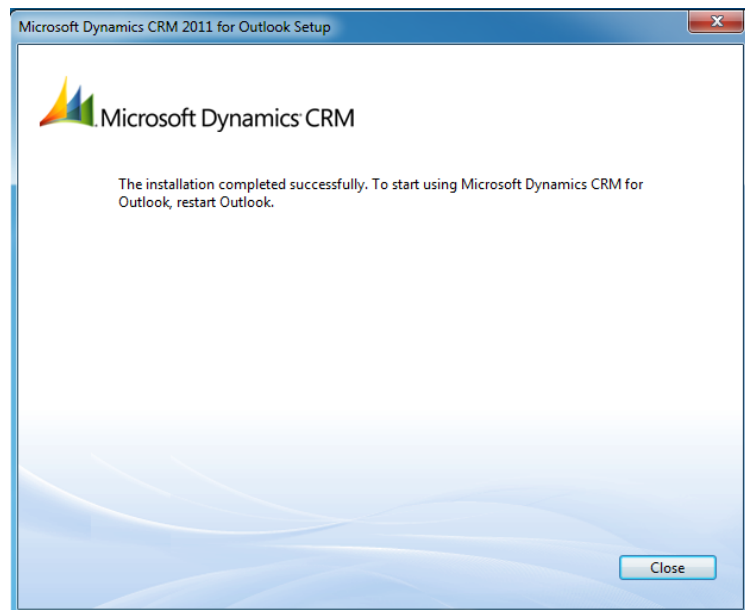 Microsoft Dynamics CRM 2011 for Outlook Setup
Microsoft Dynamics CRM
The installation completed successfully. To start using Microsoft Dynamics CRM for
Outlook, restart Outlook.
Close